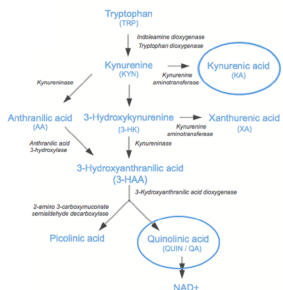 Tryptophan
(TRP)
Indoleamine dioxygenase
Tryptophan dioxygenase
Kynurenine
(KYN)
Kynurenine
aminotransferase
Kynurenic acid
(KA)
Kynureninase
Anthranilic acid
(AA)
3-Hydroxykynurenine
(3-HK)
Kynurenine
aminotransferase
Xanthurenic acid
(XA)
Anthranilic acid
3-hydroxylase
Kynureninase
3-Hydroxyanthranilic acid
(3-HAA)
3-Hydroxyanthranilic acid dioxygenase
2-amino 3-carboxymuconate
semialdehyde decarboxylase
Picolinic acid
Quinolinic acid
(QUIN / QA)
NAD+